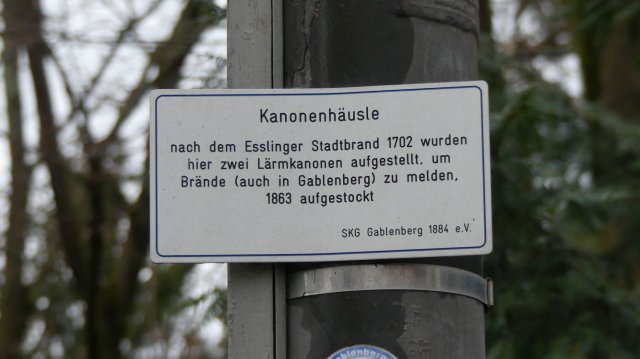 Kanonenhäusle
nach dem Esslinger Stadtbrand 1702 wurden
hier zwei Lärmkanonen aufgestellt, um
Brände (auch in Gablenberg) zu melden,
1863 aufgestockt
SKG Gablenberg 1884 e.V.